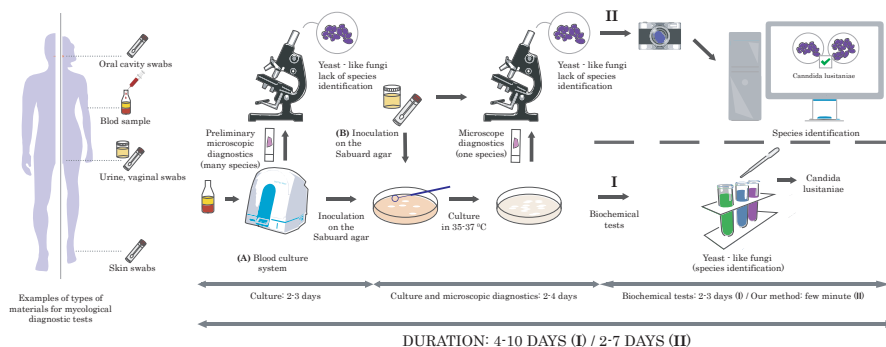 Oral cavity swabs
Blod sample
Urine, vaginal swabs
Skin swabs
Examples of types of
materials for mycological
diagnostic tests
Yeast - like fungi
lack of species
identification
Preliminary
microscopic
diagnostics
(many species)
(B) Inoculation
on the
Sabuard agar
(A) Blood culture
system
Inoculation
on the
Sabuard agar
Culture
in 35-37 °C
Microscope
diagnostics
(one species)
Yeast - like fungi
lack of species
identification
II
Canndida lusitaniae
Species identification
I
Biochemical
tests
Candida
lusitaniae
Yeast - like fungi
(species identification)
Culture: 2-3 days
Culture and microscopic diagnostics: 2-4 days
Biochemical tests: 2-3 days (I) / Our method: few minute (II)
DURATION: 4-10 DAYS (I) / 2-7 DAYS (II)